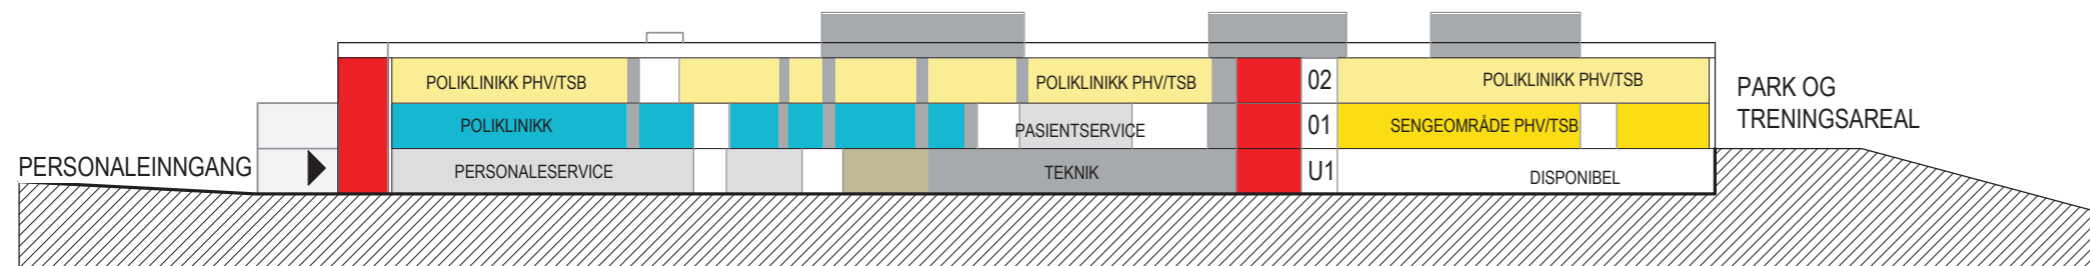 POLIKLINIKK PHV/TSB
POLIKLINIKK PHV/TSB
02
POLIKLINIKK PHV/TSB
POLIKLINIKK
PASIENTSERVICE
01
SENGEOMRÅDE PHV/TSB
PARK OG
TRENINGSAREAL
PERSONALEINNGANG
PERSONALESERVICE
TEKNIK
U1
DISPONIBEL